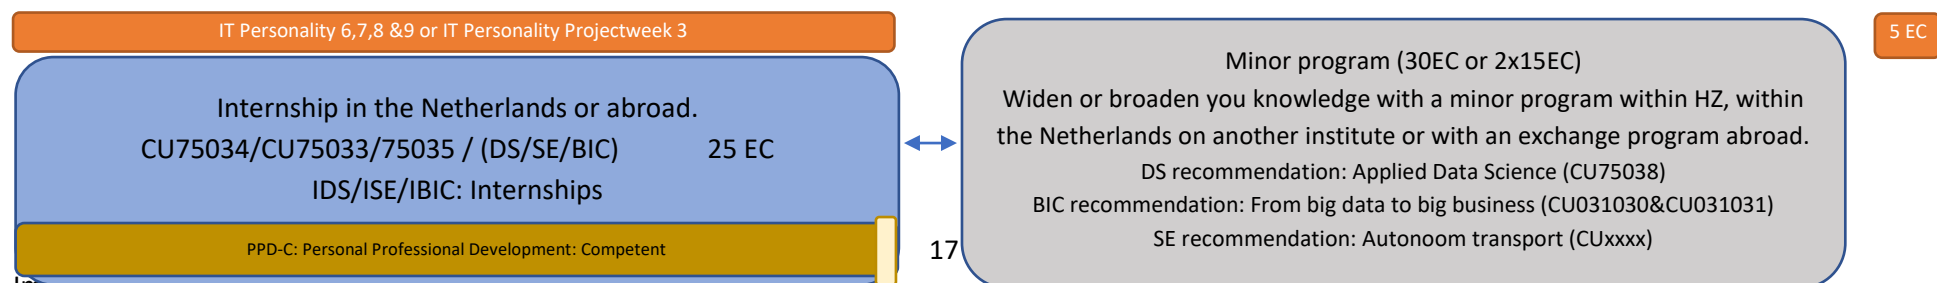 IT Personality 6,7,8 &9 or IT Personality Projectweek 3
5 EC
Internship in the Netherlands or abroad.
CU75034/CU75033/75035 / (DS/SE/BIC) 25 EC
IDS/ISE/IBIC: Internships
PPD-C: Personal Professional Development: Competent
17
Minor program (30EC or 2x15EC)
Widen or broaden you knowledge with a minor program within HZ, within
the Netherlands on another institute or with an exchange program abroad.
DS recommendation: Applied Data Science (CU75038)
BIC recommendation: From big data to big business (CU031030&CU031031)
SE recommendation: Autonoom transport (CUxxxx)